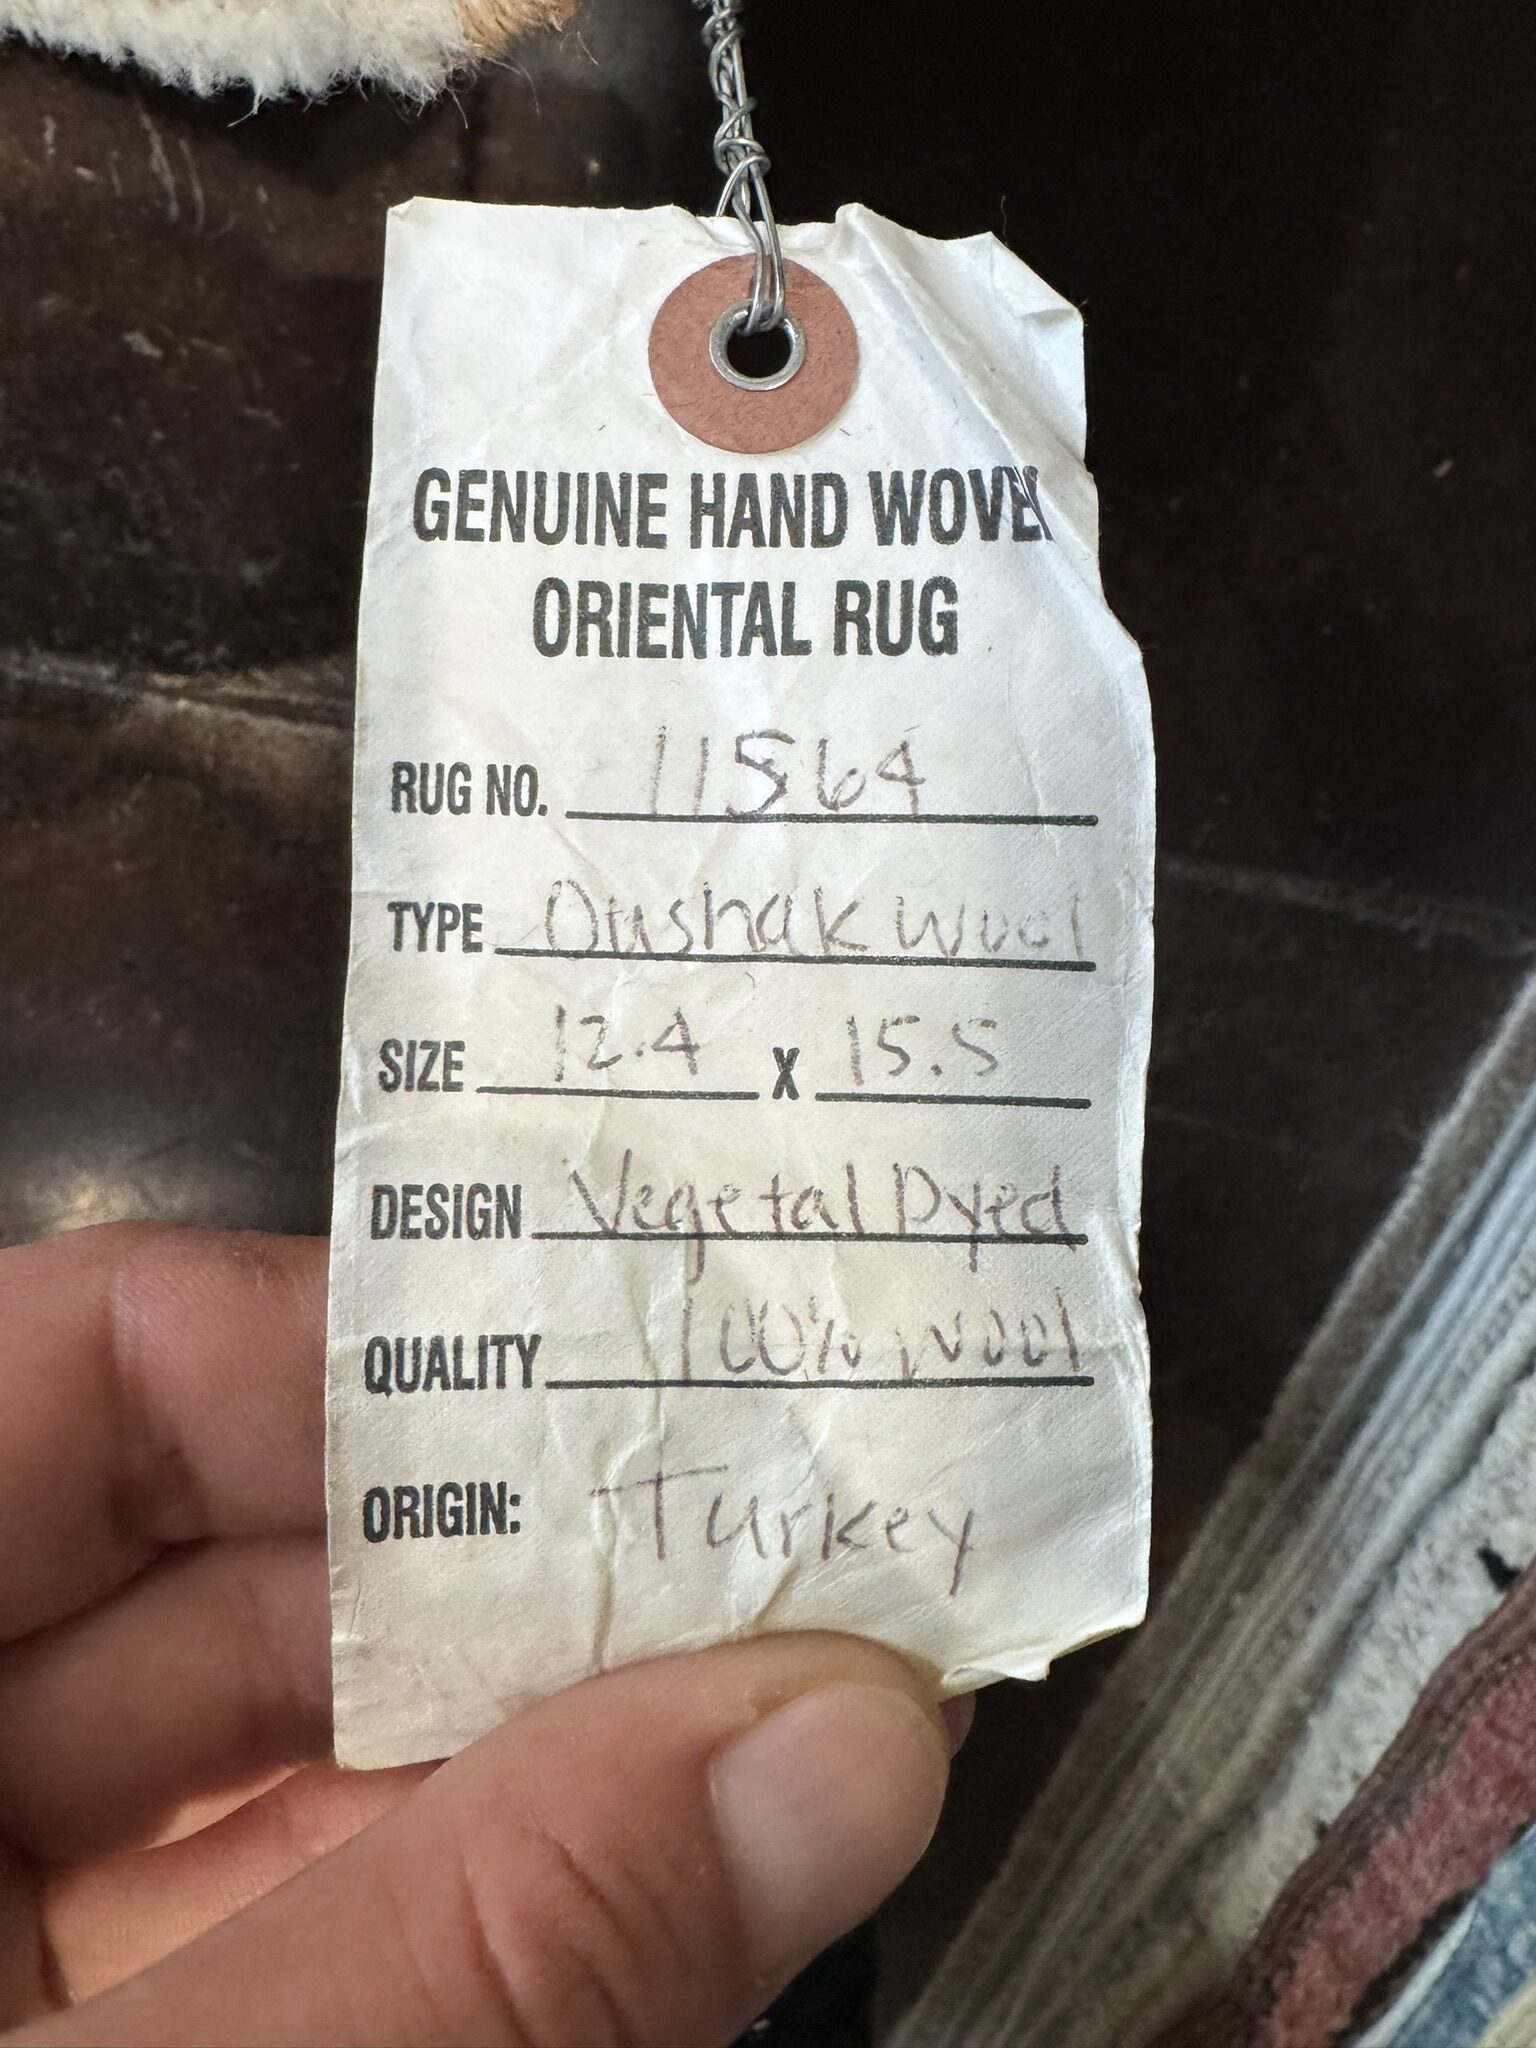 GENUINE HAND WOVEN
ORIENTAL RUG
RUG NO. 11564
TYPE Oushak Wool
SIZE 12.4 X 15.5
DESIGN Vegetal Dyed
QUALITY 100% Wool
ORIGIN: Turkey